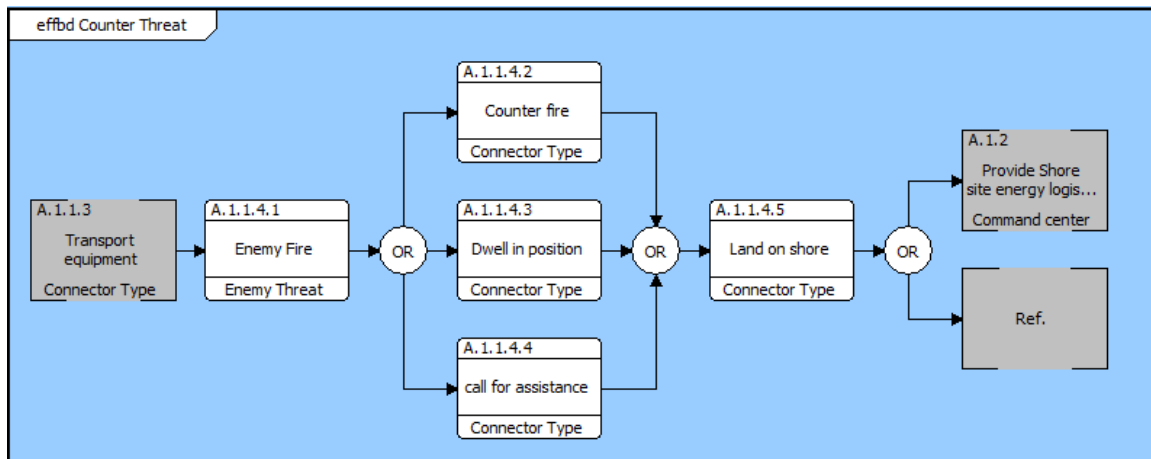 effbd Counter Threat
A.1.1.3
Transport
equipment
Connector Type
A.1.1.4.1
Enemy Fire
Enemy Threat
OR
A.1.1.4.2
Counter fire
Connector Type
A.1.1.4.3
Dwell in position
Connector Type
A.1.1.4.4
call for assistance
Connector Type
OR
A.1.1.4.5
Land on shore
Connector Type
OR
A.1.2
Provide Shore
site energy logis...
Command center
Ref.